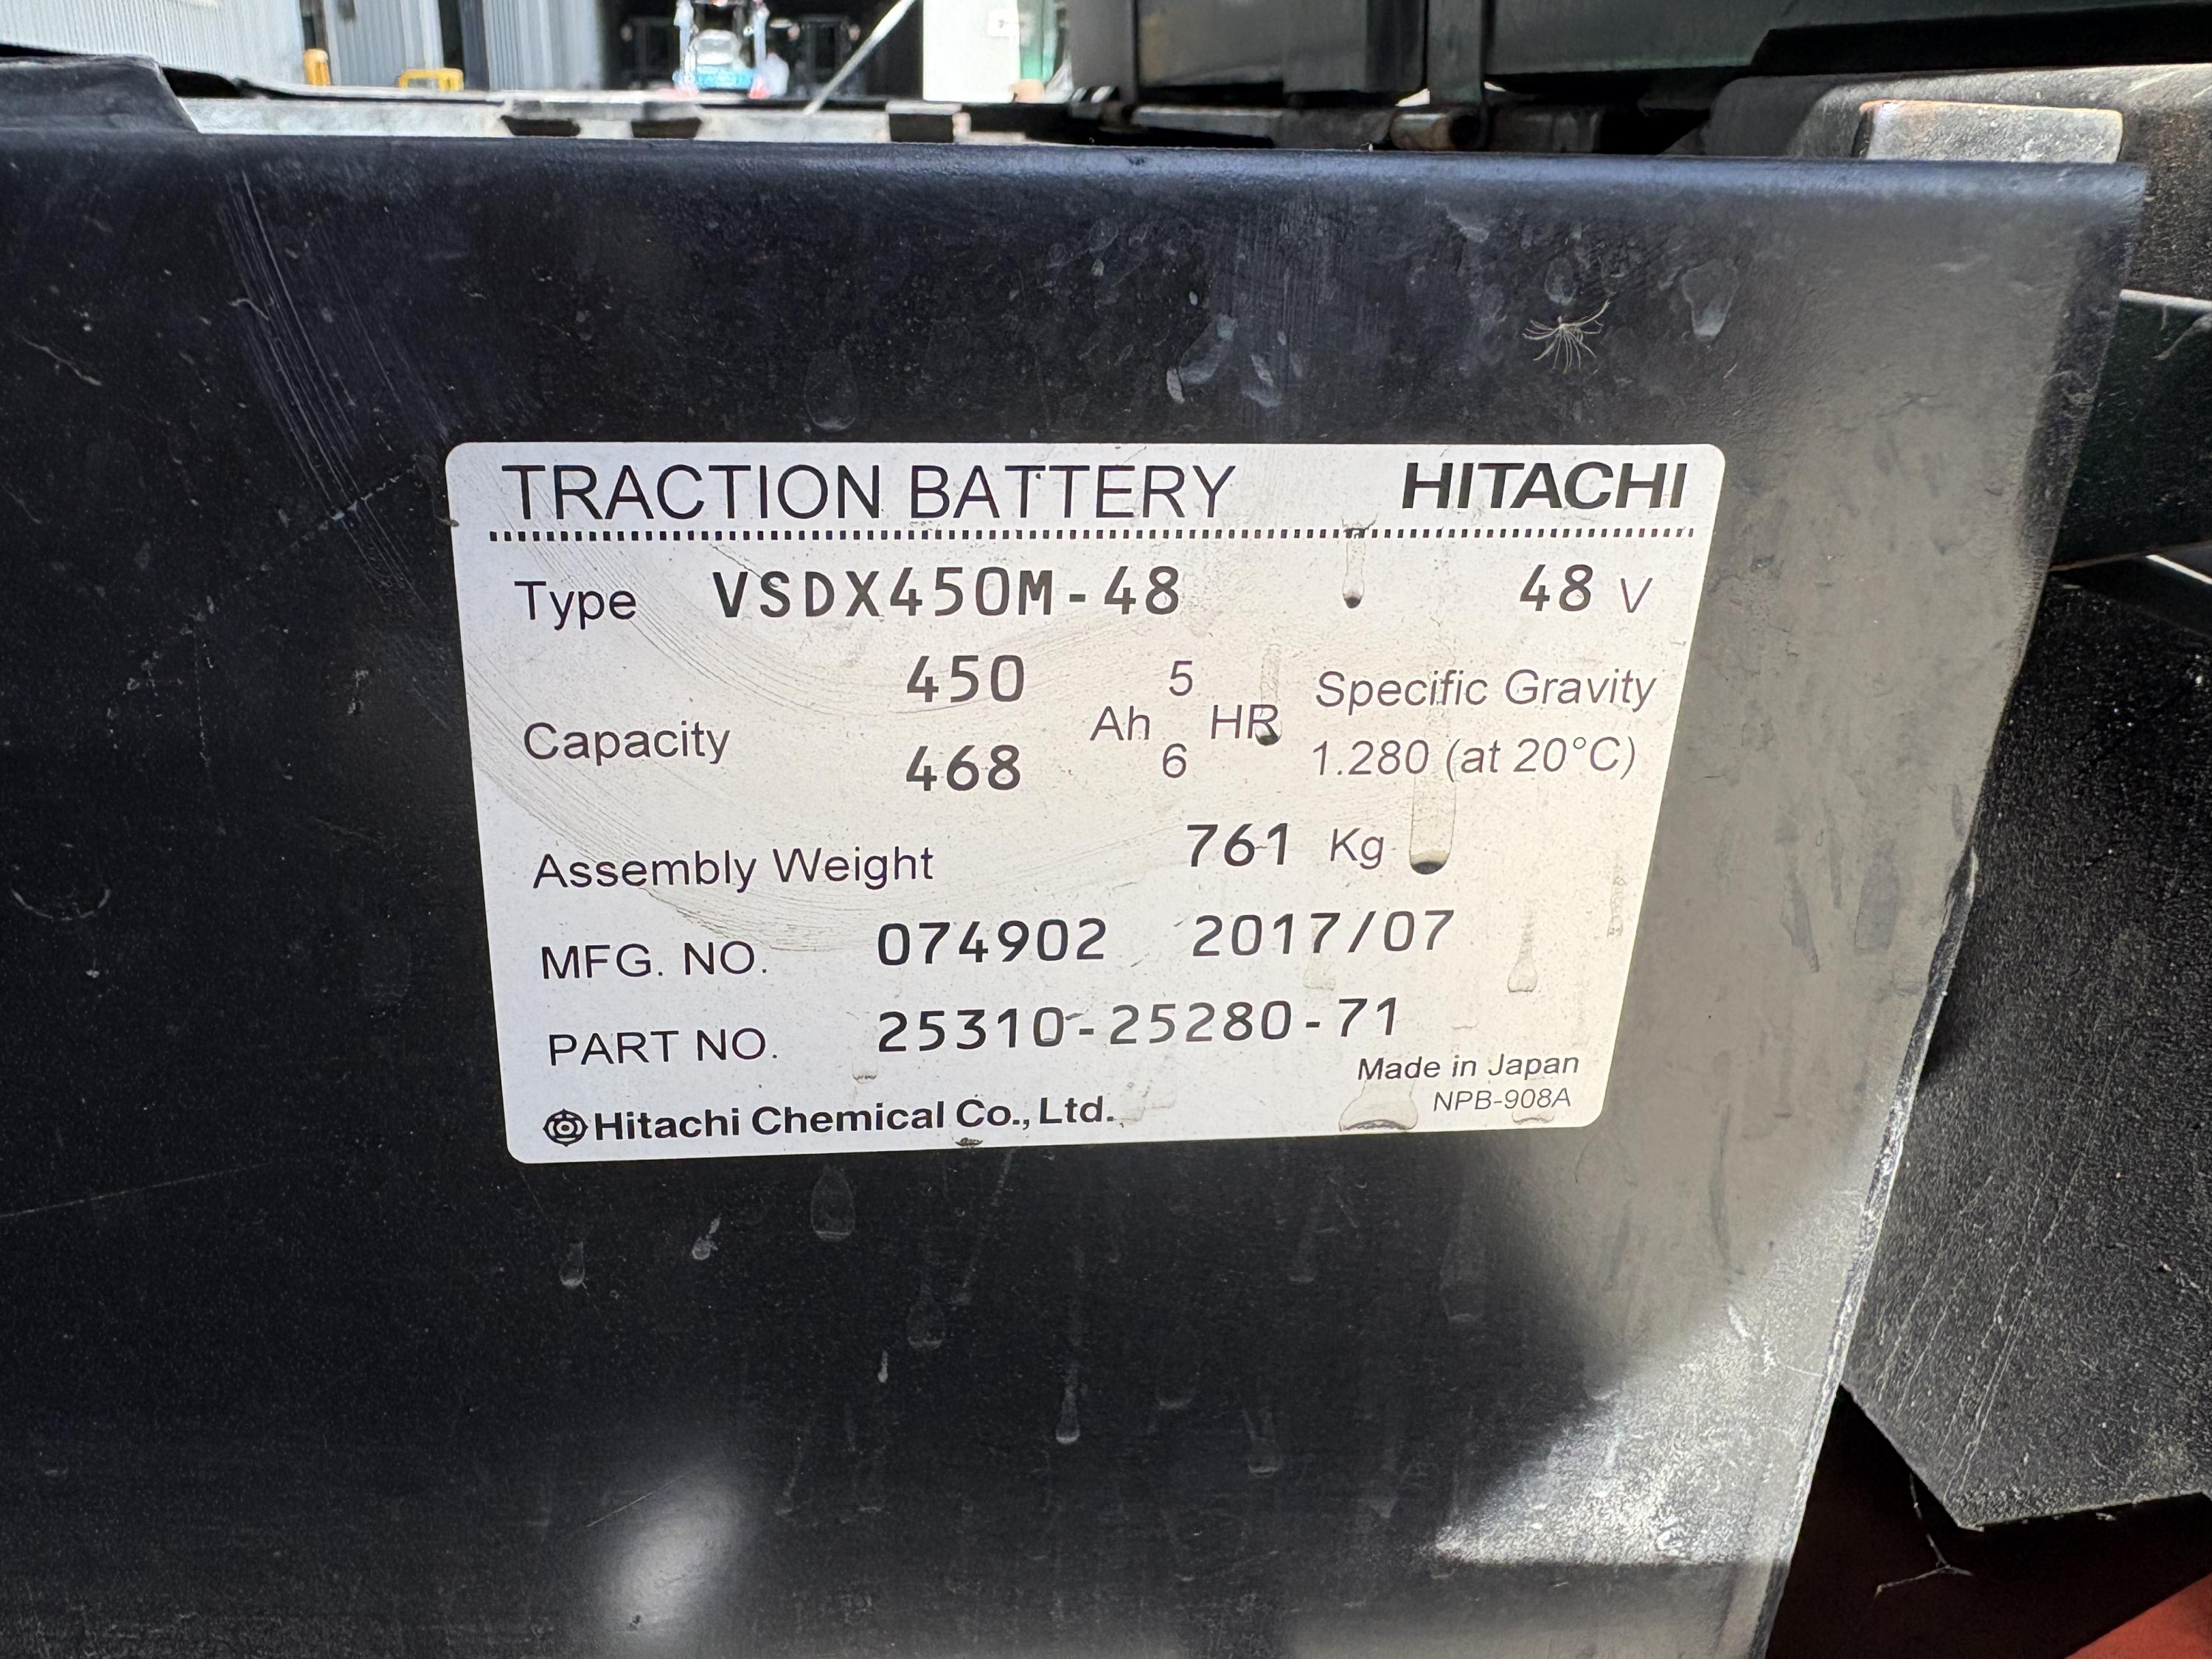 TRACTION BATTERY HITACHI
Type VSDX450M-48 48 V
450 5
Capacity Ah HR Specific Gravity
468 6 1.280 (at 20°C)
Assembly Weight 761 Kg
MFG. NO. 074902 2017/07
PART NO. 25310-25280-71
Made in Japan
Hitachi Chemical Co., Ltd. NPB-908A